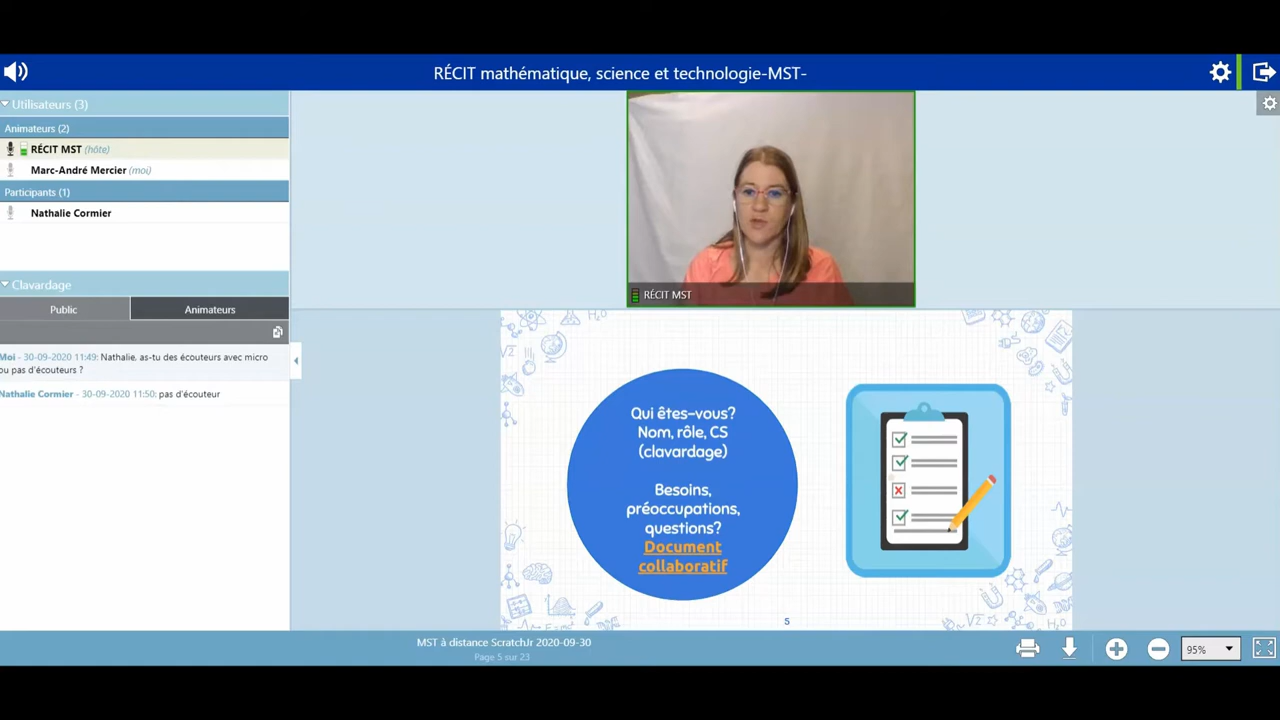 RÉCIT mathématique, science et technologie-MST-
Utilisateurs (3)
Animateurs (2)
RÉCIT MST (hôte)
Marc-André Mercier (moi)
Participants (1)
Nathalie Cormier
Clavardage
Public
Animateurs
Moi - 30-09-2020 11:49: Nathalie, as-tu des écouteurs avec micro
ou pas d'écouteurs ?
Nathalie Cormier - 30-09-2020 11:50: pas d'écouteur
RÉCIT MST
H₂O
√2
Qui êtes-vous?
Nom, rôle, CS
(clavardage)
Besoins,
préoccupations,
questions?
Document
collaboratif
5
MST à distance ScratchJr 2020-09-30
Page 5 sur 23
95%